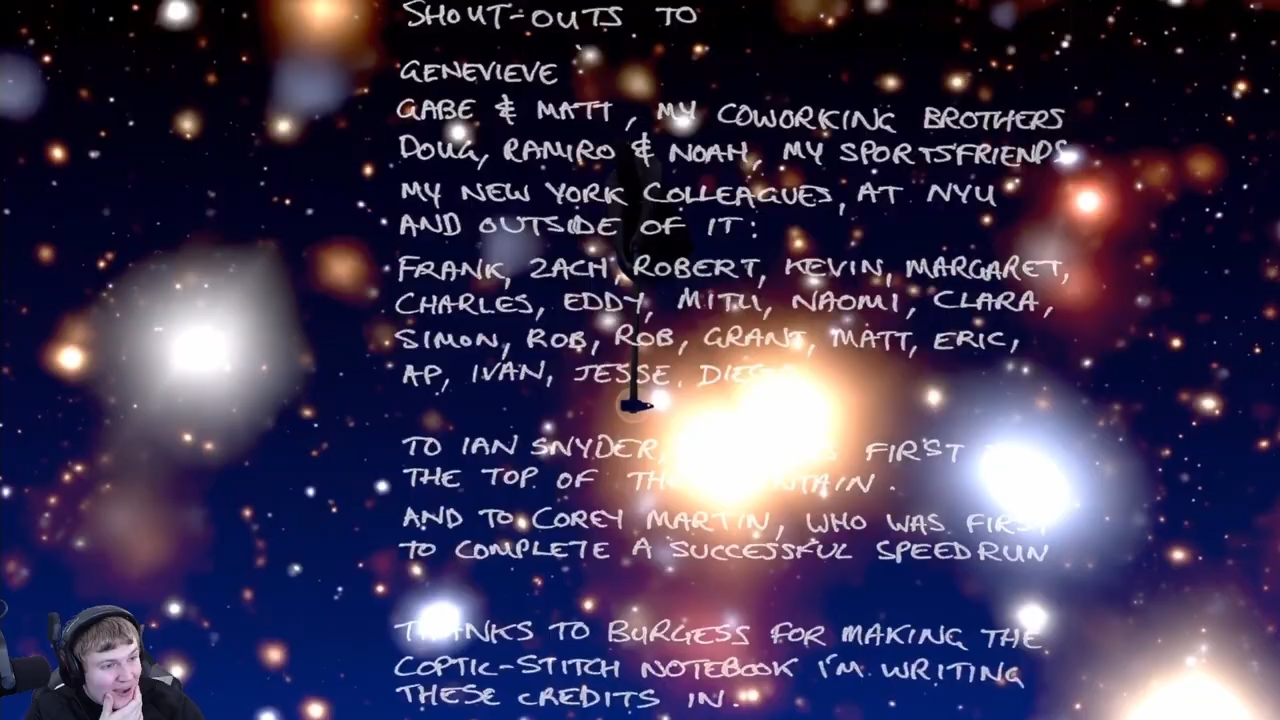 SHOUT-OUTS TO
GENEVIEVE
GABE & MATT, MY COWORKING BROTHERS
DOUG, RAMIRO & NOAH, MY SPORTSFRIENDS
MY NEW YORK COLLEAGUES, AT NYU
AND OUTSIDE OF IT:
FRANK, ZACH, ROBERT, KEVIN, MARGARET,
CHARLES, EDDY, MITU, NAOMI, CLARA,
SIMON, ROB, ROB, GRANT, MATT, ERIC,
AP, IVAN, JESSE,
TO IAN SNYDER, FIRST
THE TOP OF THE MOUNTAIN.
AND TO COREY MARTIN, WHO WAS FIRST
TO COMPLETE A SUCCESSFUL SPEEDRUN
THANKS TO BURGESS FOR MAKING THE
COPTIC-STITCH NOTEBOOK I'M WRITING
THESE CREDITS IN.